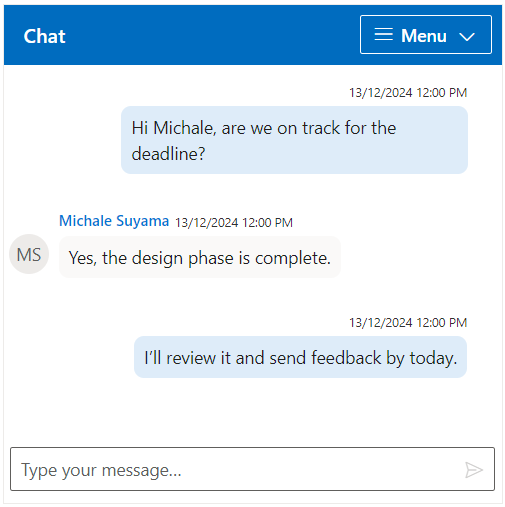 Chat
Menu
13/12/2024 12:00 PM
Hi Michale, are we on track for the
deadline?
Michale Suyama 13/12/2024 12:00 PM
MS
Yes, the design phase is complete.
13/12/2024 12:00 PM
I’ll review it and send feedback by today.
Type your message…